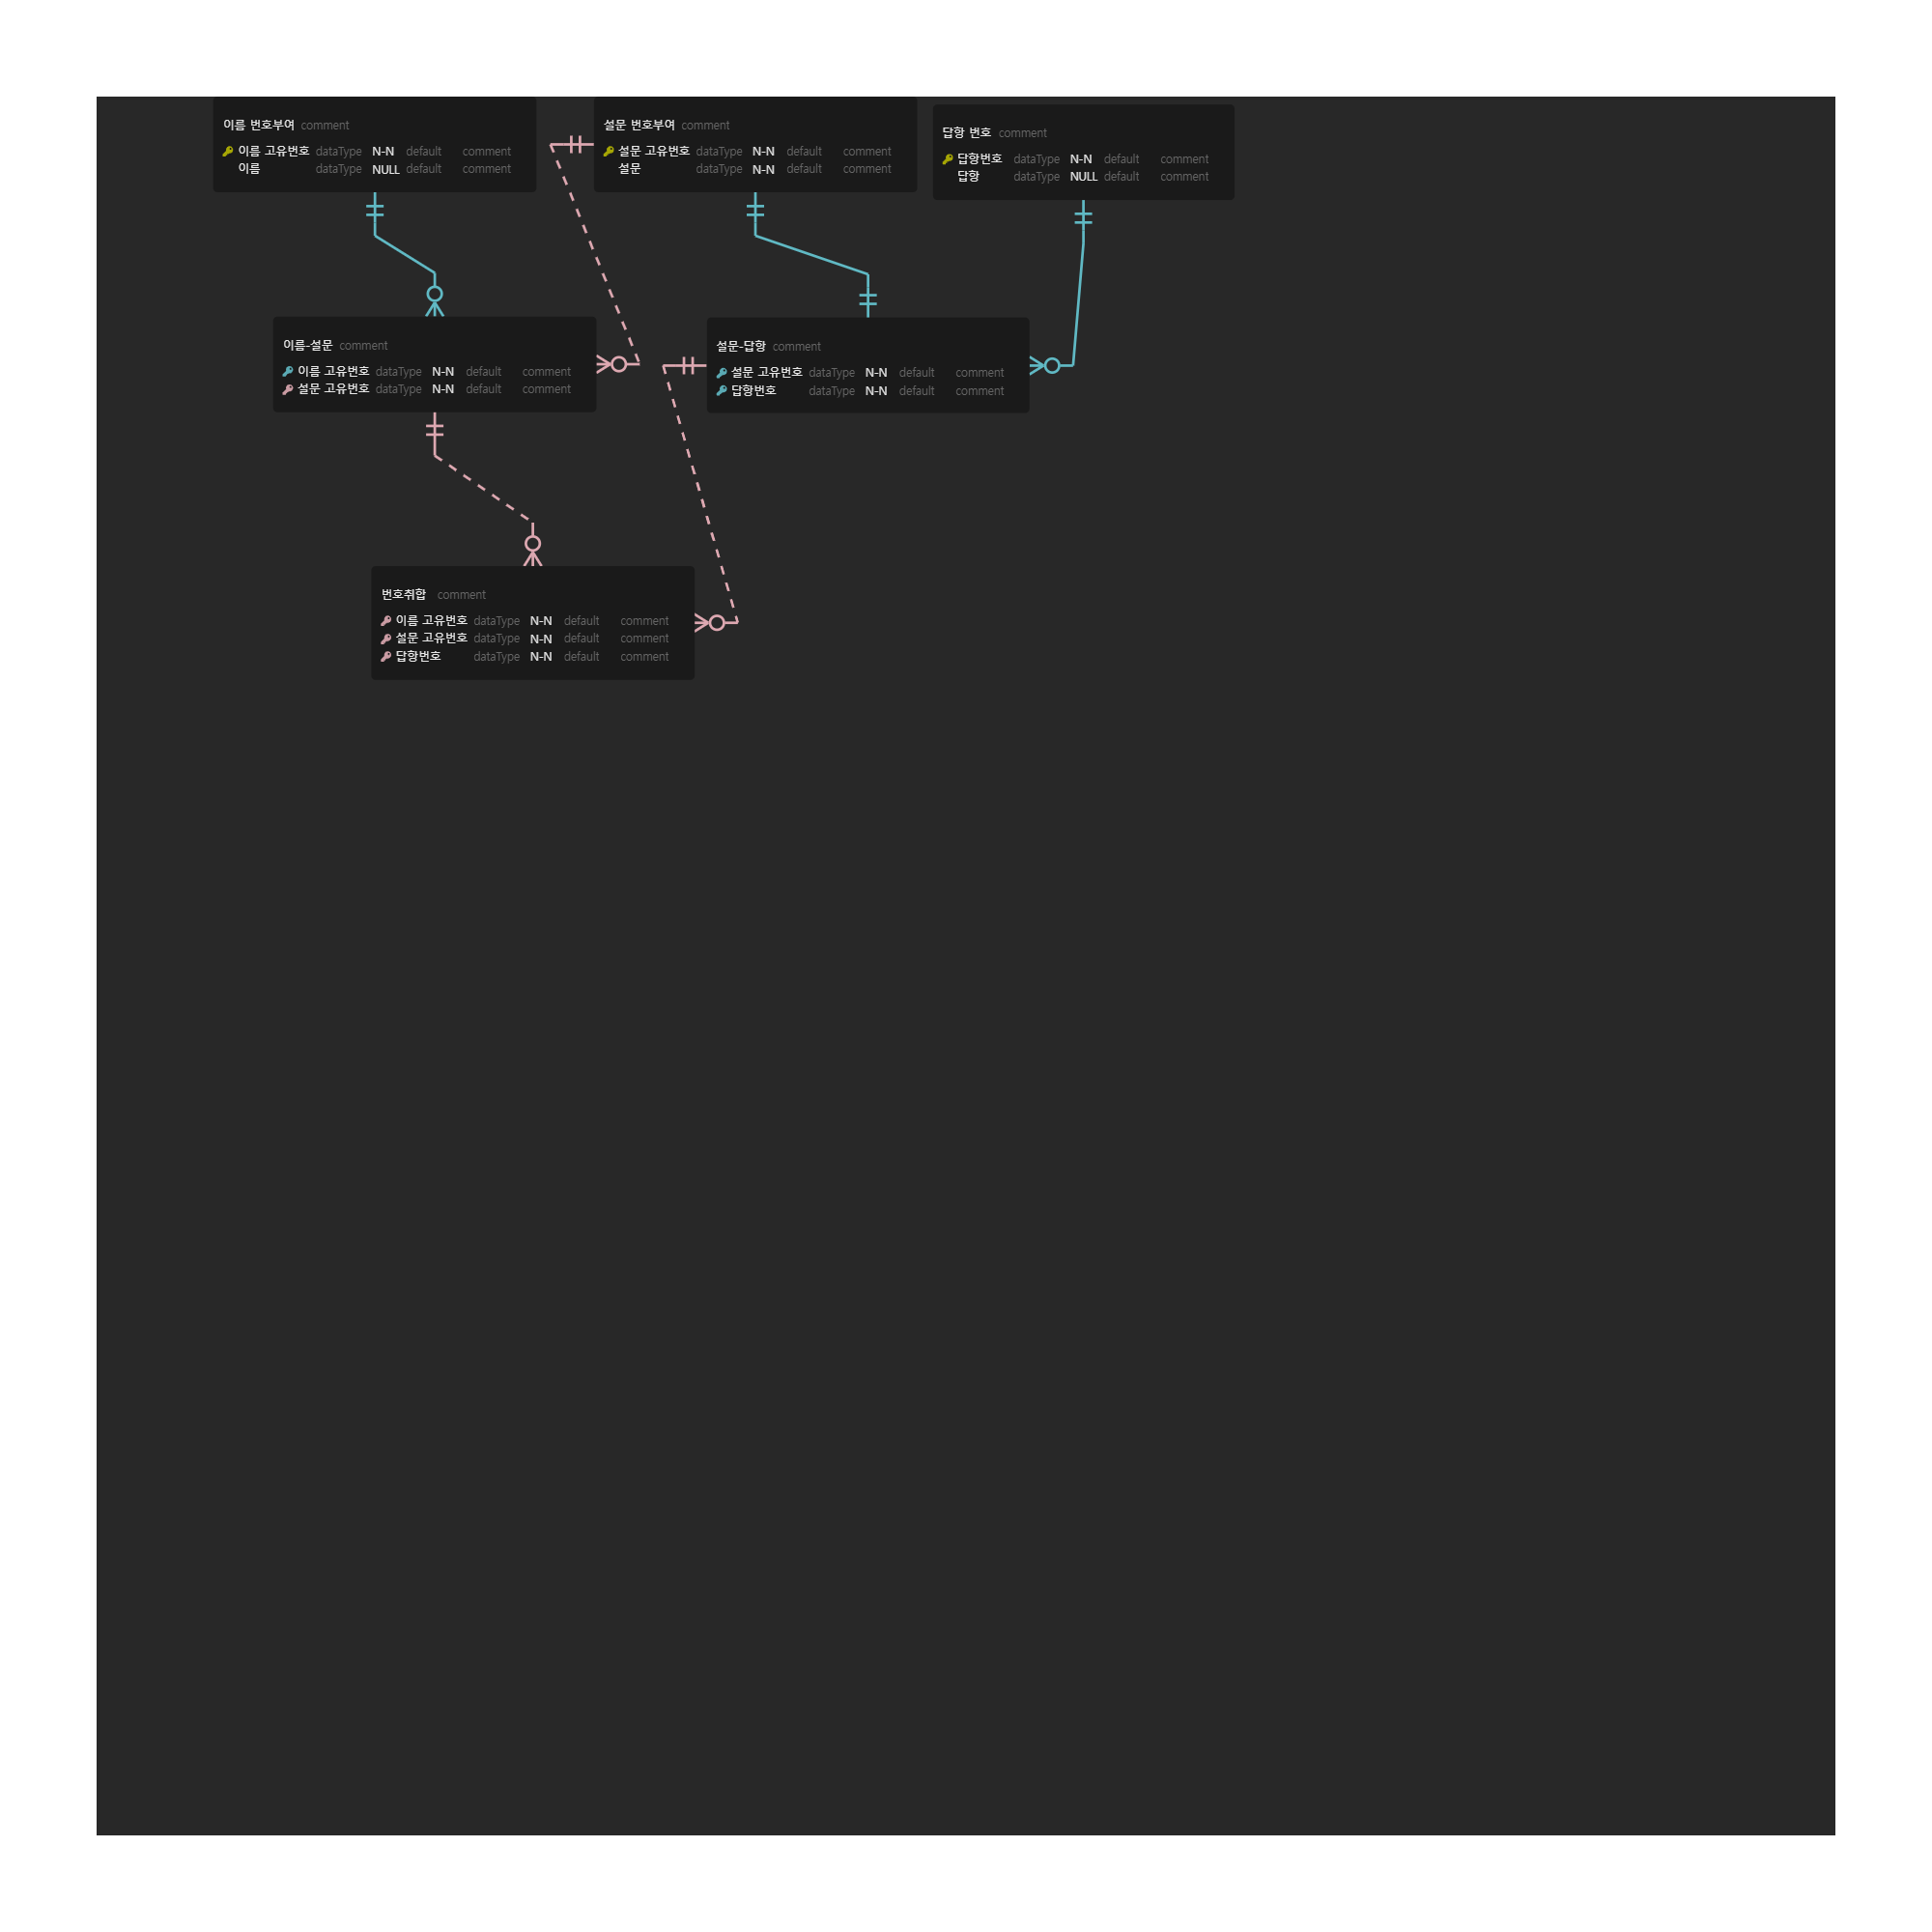 이름 번호부여 comment
이름 고유번호 dataType N-N default comment
이름 dataType NULL default comment
설문 번호부여 comment
설문 고유번호 dataType N-N default comment
설문 dataType N-N default comment
답항 번호 comment
답항번호 dataType N-N default comment
답항 dataType NULL default comment
이름-설문 comment
이름 고유번호 dataType N-N default comment
설문 고유번호 dataType N-N default comment
설문-답항 comment
설문 고유번호 dataType N-N default comment
답항번호 dataType N-N default comment
번호취합 comment
이름 고유번호 dataType N-N default comment
설문 고유번호 dataType N-N default comment
답항번호 dataType N-N default comment